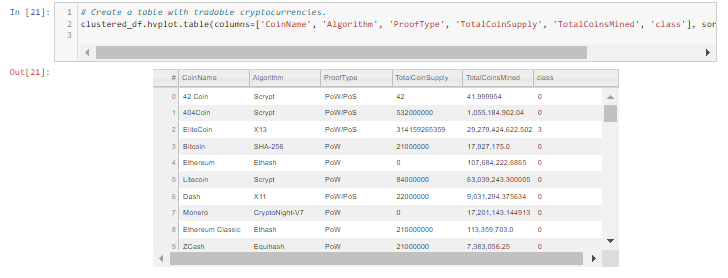 In [21]: 1 # Create a table with tradable cryptocurrencies.
2 clustered_df.hvplot.table(columns=['CoinName', 'Algorithm', 'ProofType', 'TotalCoinSupply', 'TotalCoinsMined', 'class'], sor
3
Out[21]:
# CoinName Algorithm ProofType TotalCoinSupply TotalCoinsMined class
0 42 Coin Scrypt PoW/PoS 42 41.999954 0
1 404Coin Scrypt PoW/PoS 532000000 1,055,184,902.04 0
2 EliteCoin X13 PoW/PoS 314159265359 29,279,424,622.502 3
3 Bitcoin SHA-256 PoW 21000000 17,927,175.0 0
4 Ethereum Ethash PoW 0 107,684,222.6865 0
5 Litecoin Scrypt PoW 84000000 63,039,243.300005 0
6 Dash X11 PoW/PoS 22000000 9,031,294.375634 0
7 Monero CryptoNight-V7 PoW 0 17,201,143.144913 0
8 Ethereum Classic Ethash PoW 210000000 113,359,703.0 0
9 ZCash Equihash PoW 21000000 7,383,056.25 0